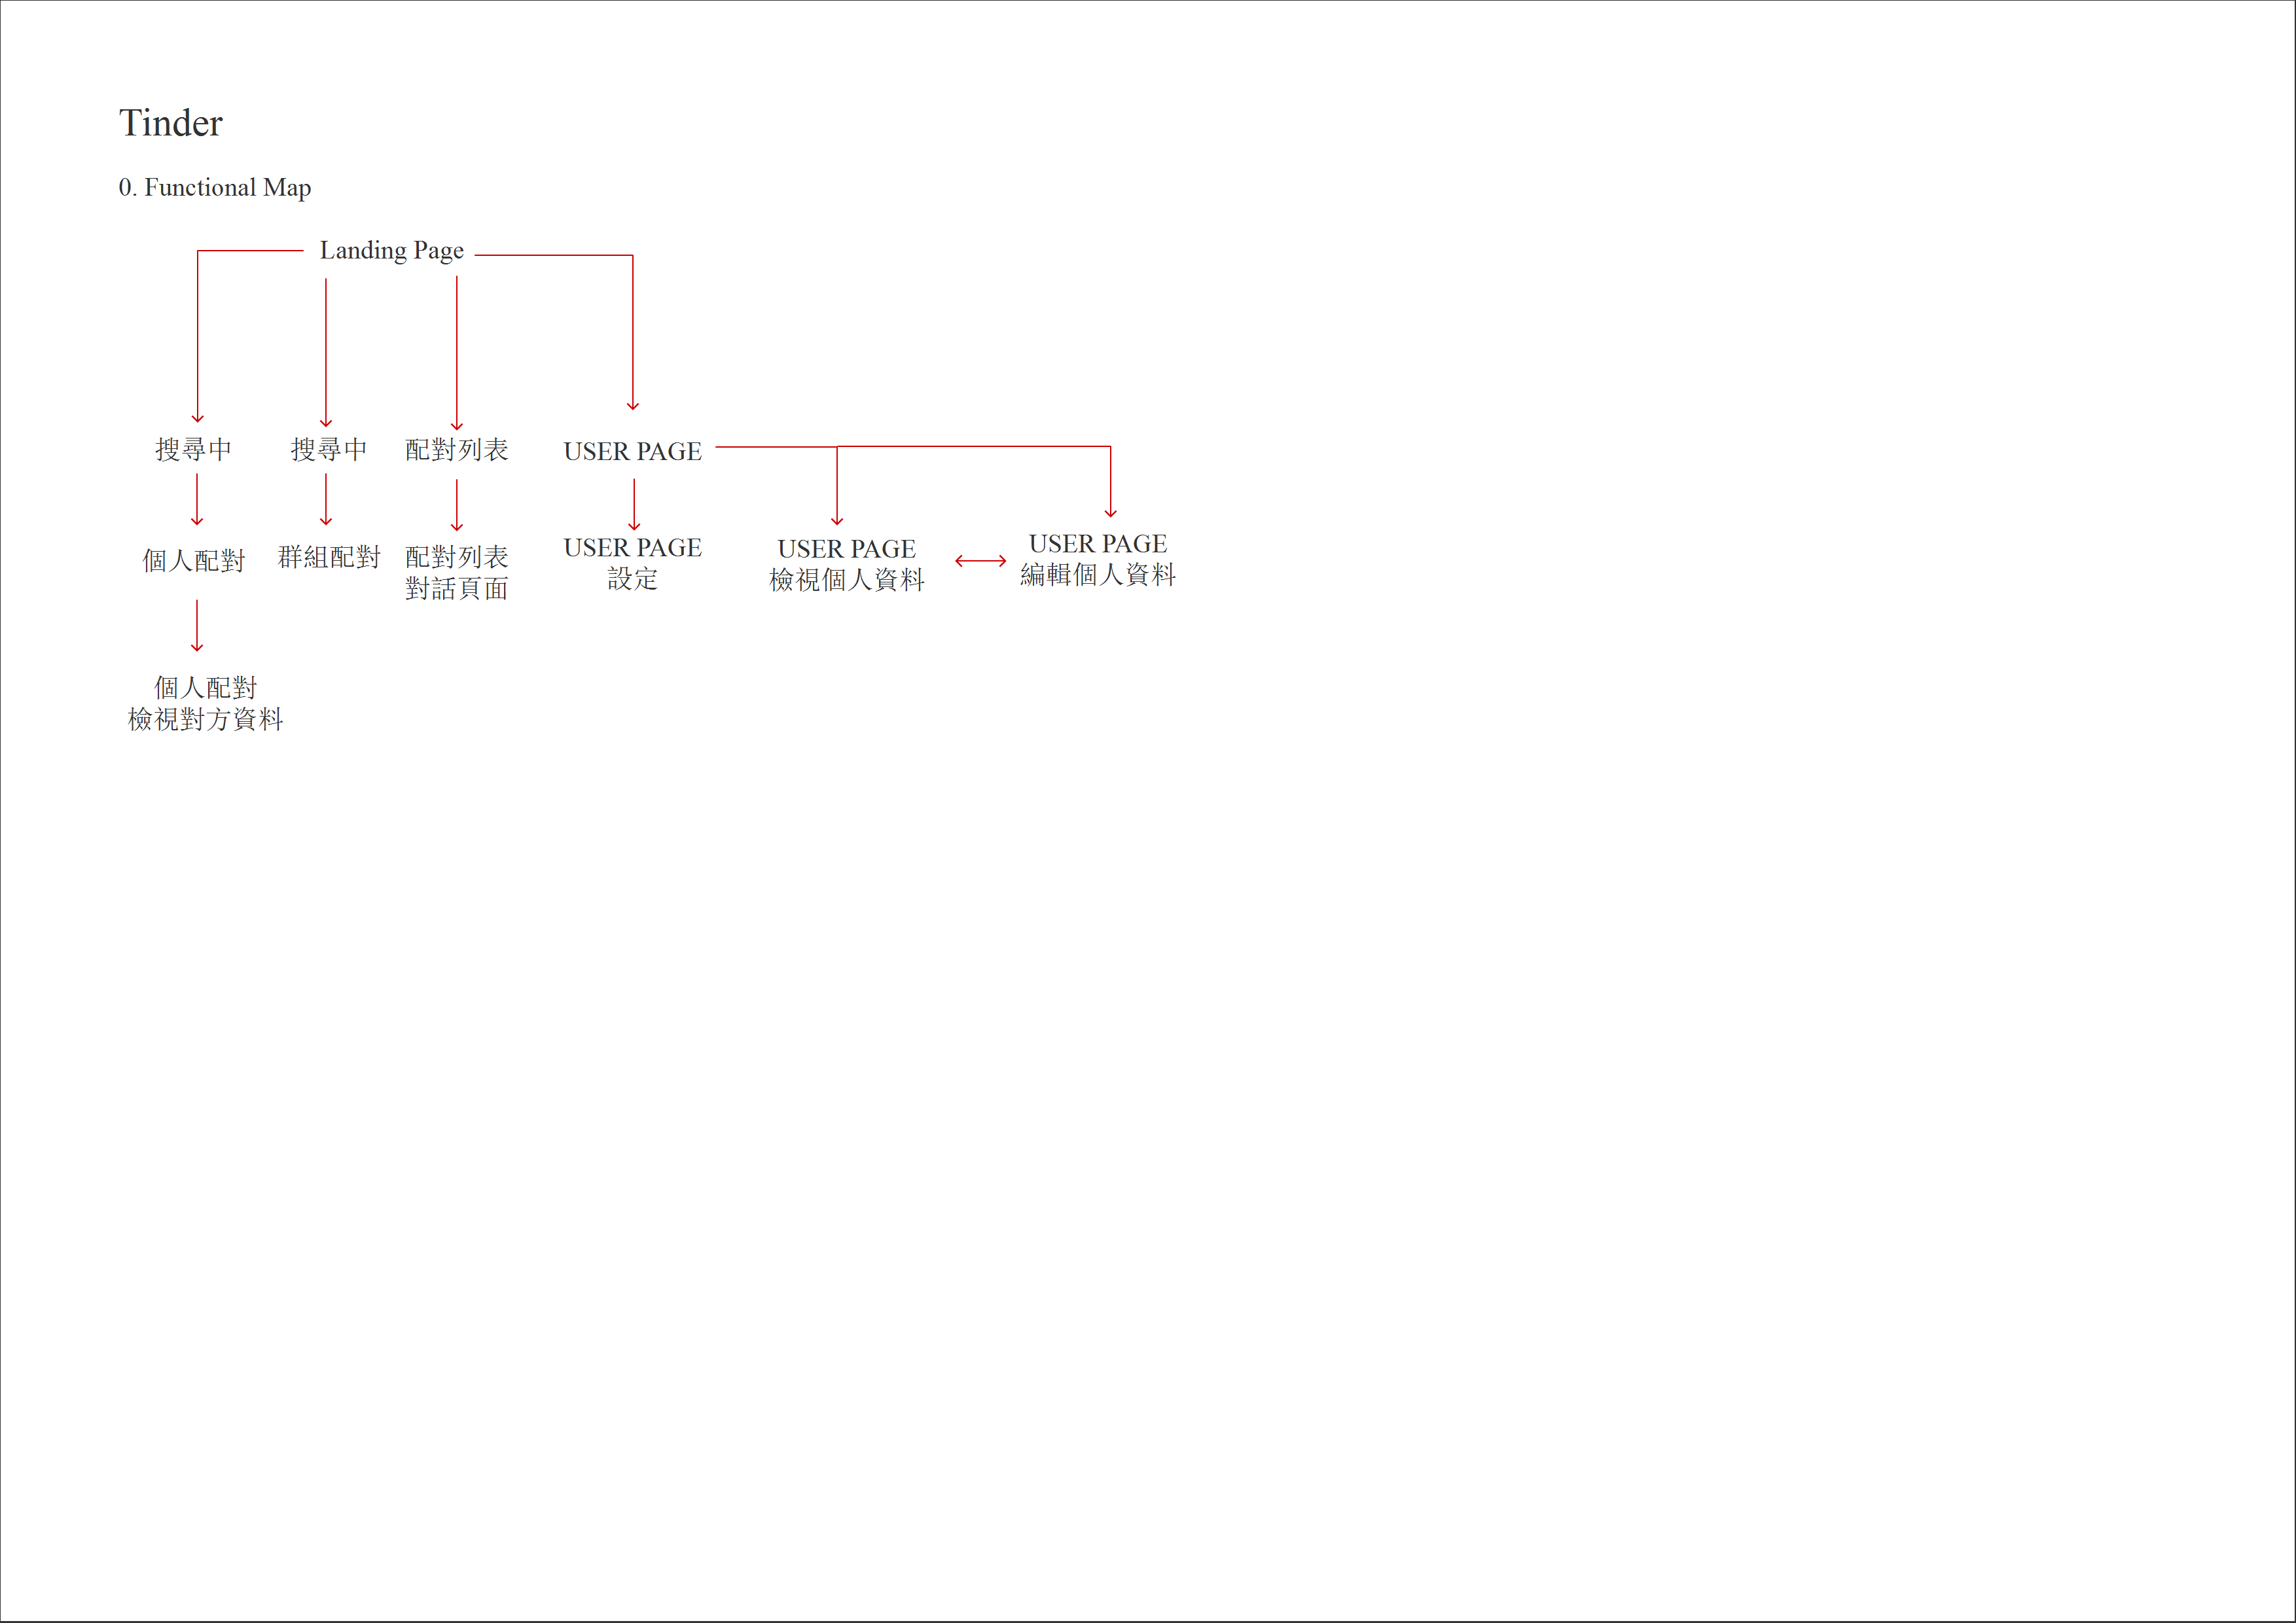 Tinder
0. Functional Map
Landing Page
搜尋中
搜尋中
配對列表
USER PAGE
個人配對
群組配對
配對列表
對話頁面
USER PAGE
設定
USER PAGE
檢視個人資料
USER PAGE
編輯個人資料
個人配對
檢視對方資料